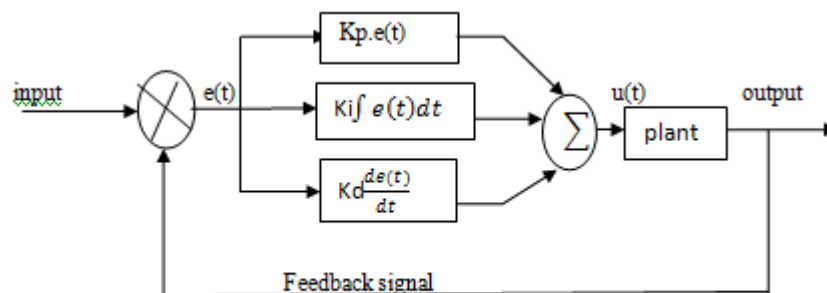 Kp.e(t)
input
e(t)
Ki∫ e(t)dt
∑
u(t)
plant
output
Kd de(t)/dt
Feedback signal